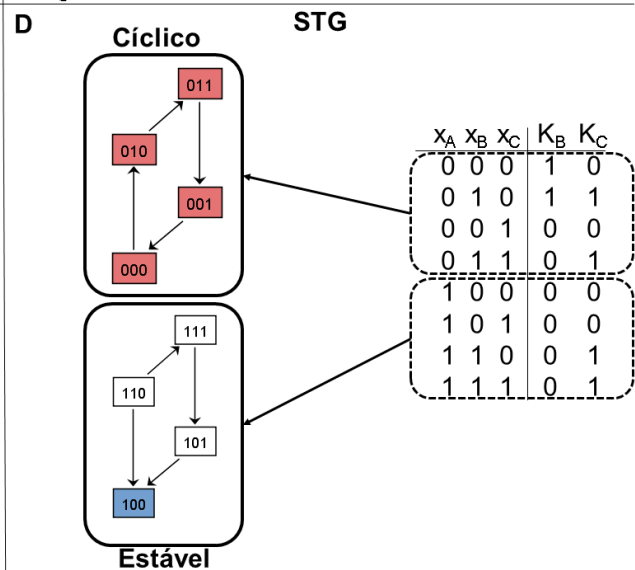 D
STG
Cíclico
011
010
001
000
111
110
101
100
Estável
xA xB xC KB KC
0 0 0 1 0
0 1 0 1 1
0 0 1 0 0
0 1 1 0 1
1 0 0 0 0
1 0 1 0 0
1 1 0 0 1
1 1 1 0 1